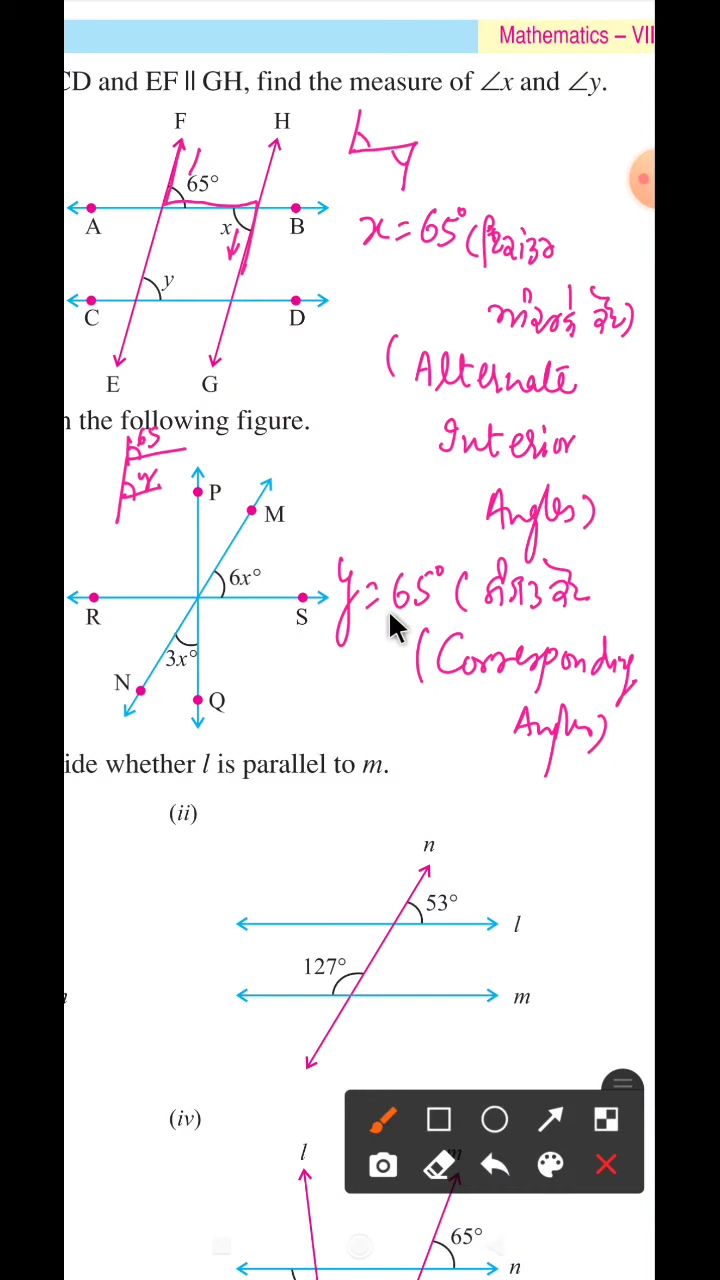 Mathematics – VII
CD and EF || GH, find the measure of ∠x and ∠y.
F
H
65°
A
x
B
y
C
D
E
G
x = 65°
(Alternate
Interior
Angles)
n the following figure.
65
y
P
M
6x°
R
S
3x°
N
Q
y = 65° (
(Corresponding
Angles)
ide whether l is parallel to m.
(ii)
n
53°
l
127°
m
(iv)
l
m
65°
n